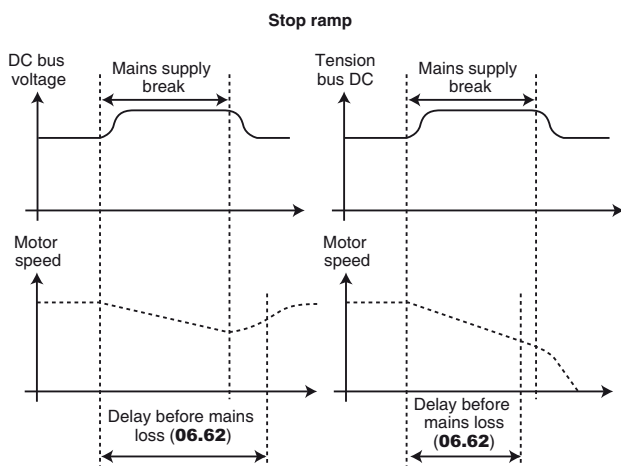 Stop ramp
DC bus
voltage
Mains supply
break
Motor
speed
Delay before mains
loss (06.62)
Tension
bus DC
Mains supply
break
Motor
speed
Delay before
mains loss
(06.62)